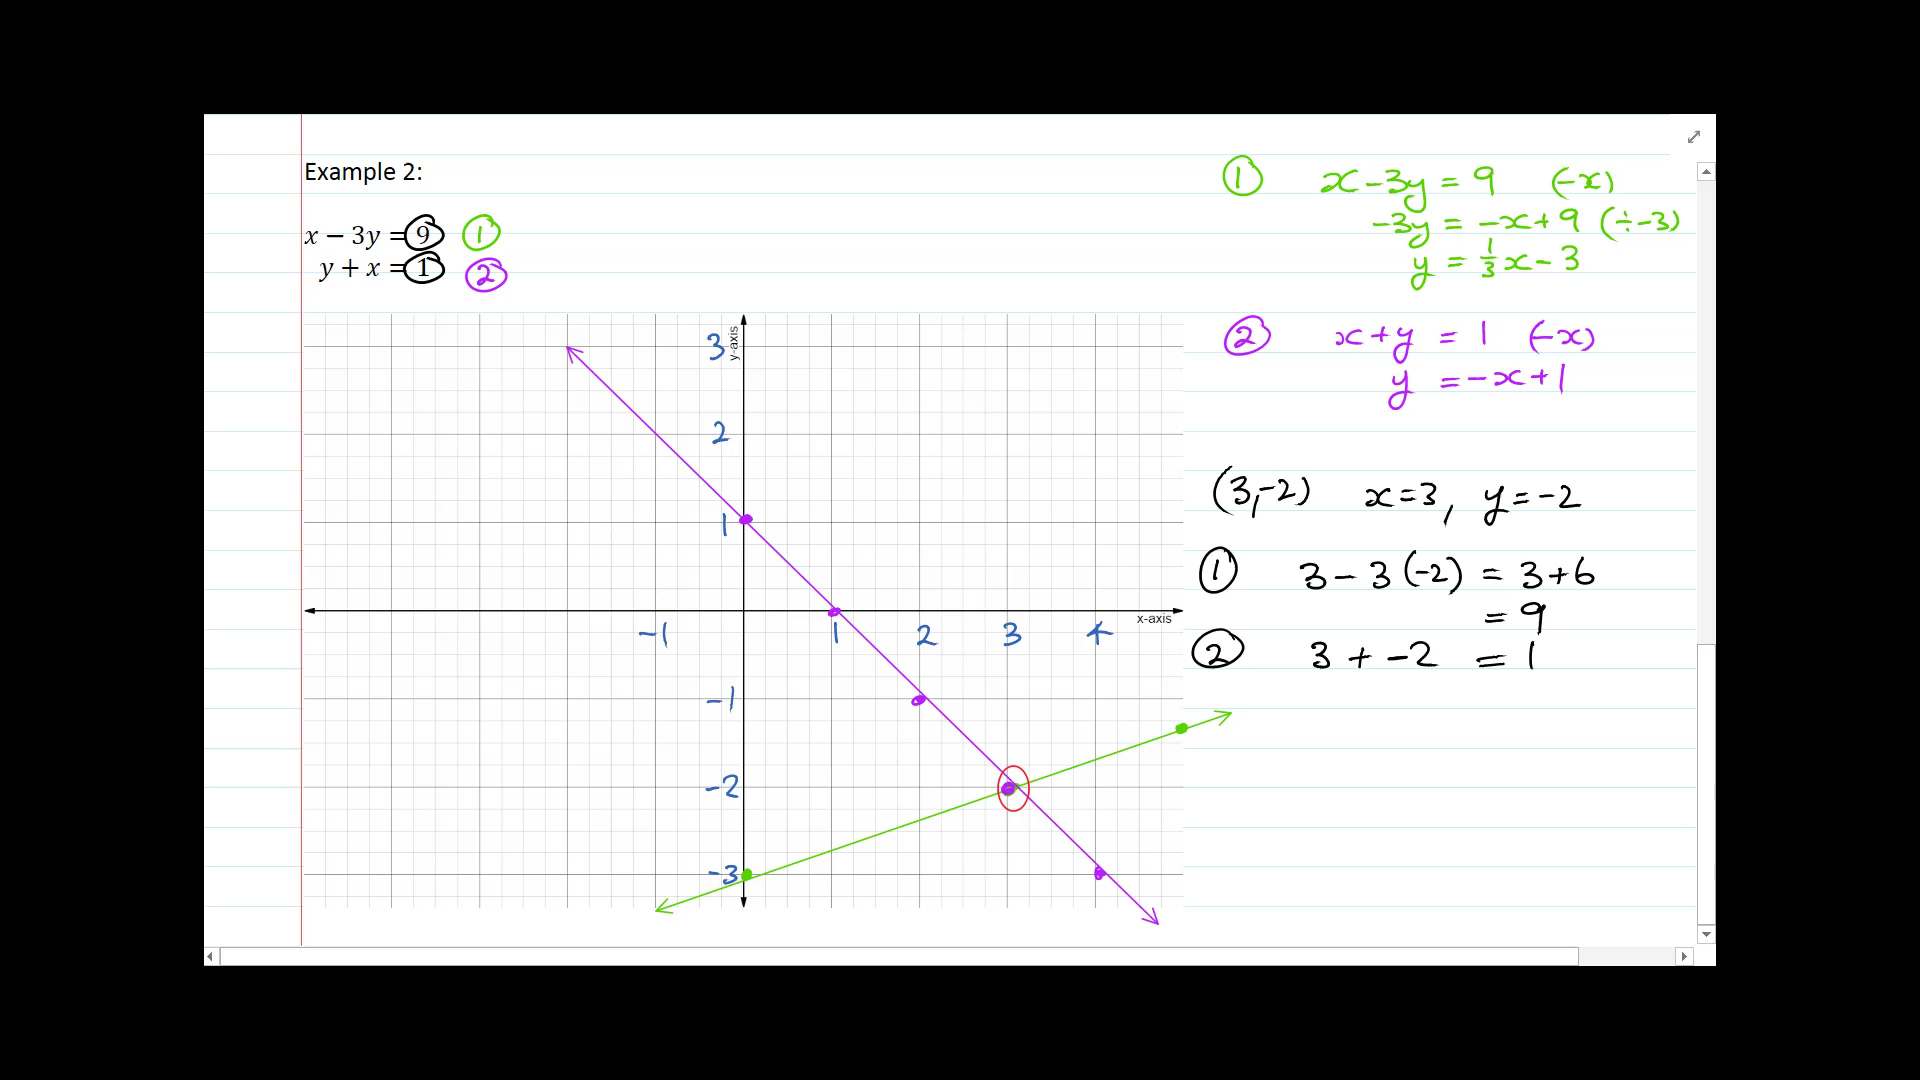 Example 2:
x − 3y = 9 ①
y + x = 1 ②
① x − 3y = 9 (−x)
−3y = −x + 9 (÷−3)
y = 1/3 x − 3
② x + y = 1 (−x)
y = −x + 1
(3,−2) x = 3, y = −2
① 3 − 3(−2) = 3 + 6
= 9
② 3 + −2 = 1
y-axis
3
2
1
x-axis
−1 1 2 3 4
−1
−2
−3